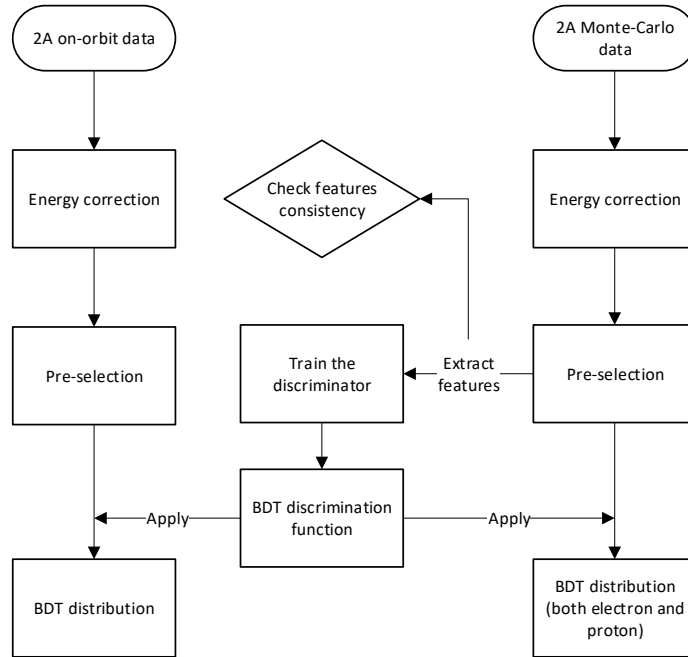 2A on-orbit data
2A Monte-Carlo
data
Energy correction
Check features
consistency
Energy correction
Pre-selection
Train the
discriminator
Extract
features
Pre-selection
Apply
BDT discrimination
function
Apply
BDT distribution
BDT distribution
(both electron and
proton)